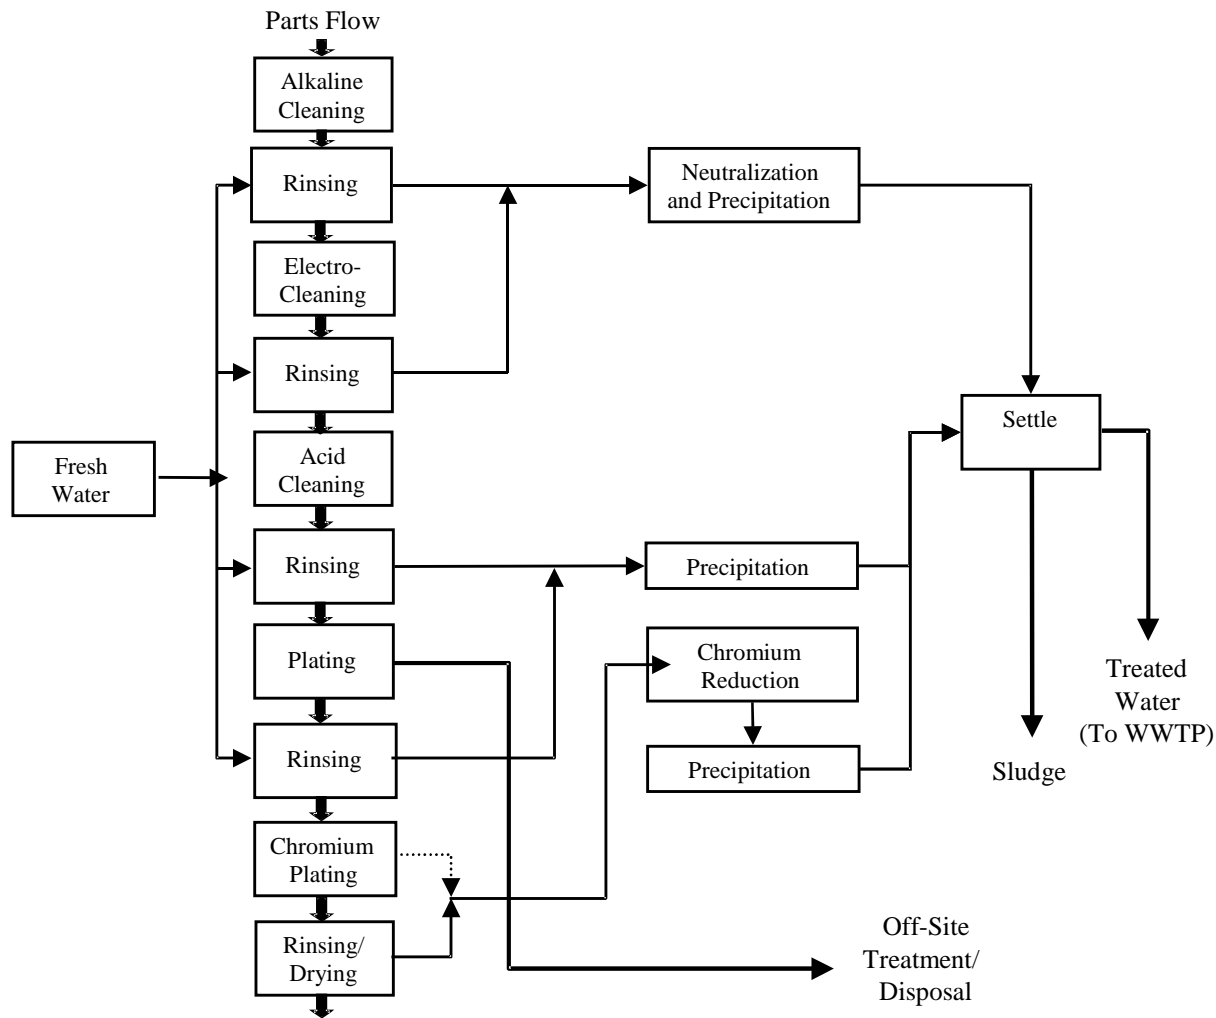 Parts Flow
Alkaline
Cleaning
Rinsing
Neutralization
and Precipitation
Electro-
Cleaning
Rinsing
Settle
Fresh
Water
Acid
Cleaning
Rinsing
Precipitation
Plating
Chromium
Reduction
Treated
Water
(To WWTP)
Rinsing
Precipitation
Sludge
Chromium
Plating
Rinsing/
Drying
Off-Site
Treatment/
Disposal